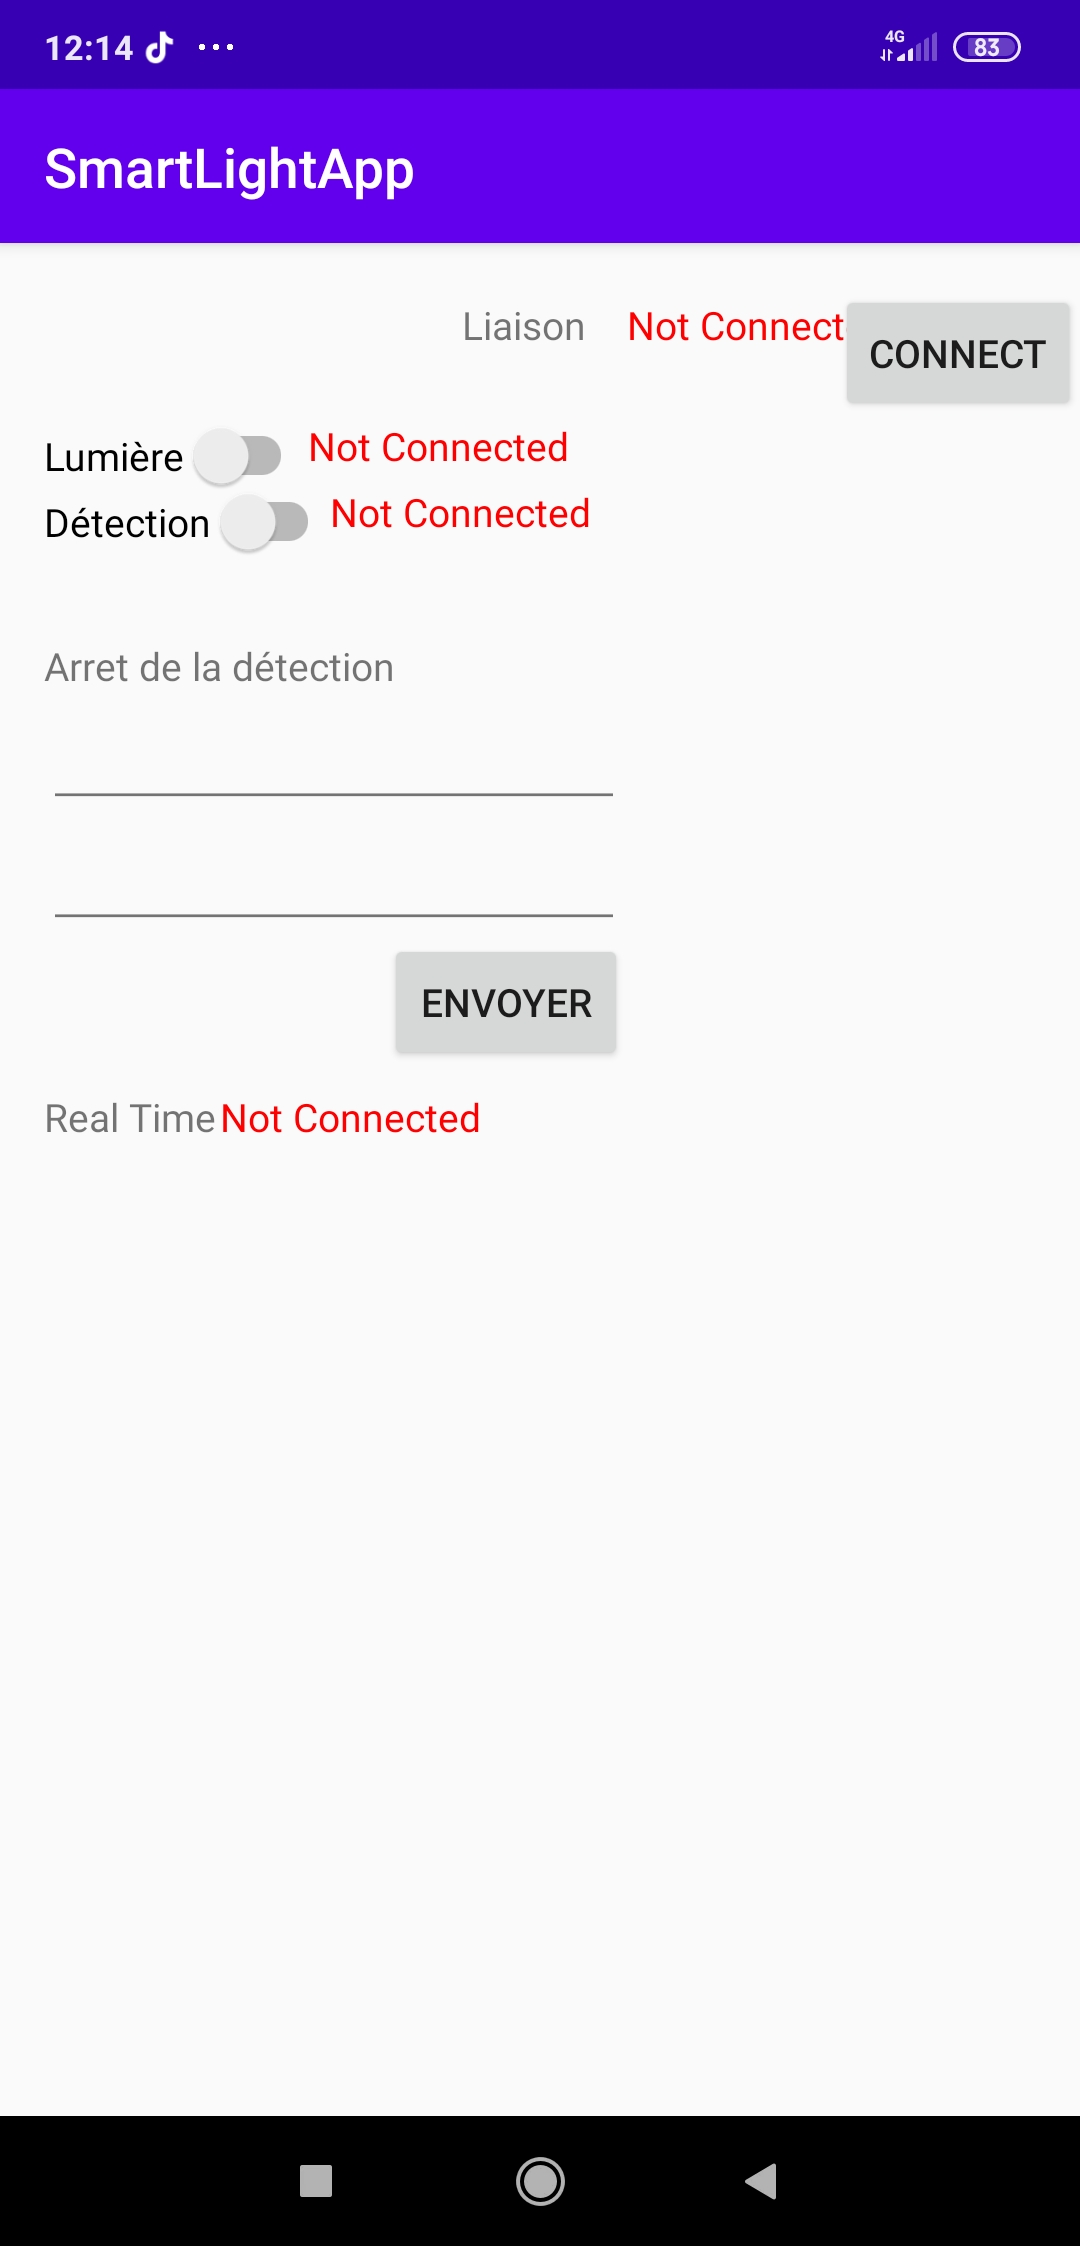 12:14
4G
83
SmartLightApp
Liaison Not Connect CONNECT
Lumière Not Connected
Détection Not Connected
Arret de la détection
ENVOYER
Real Time Not Connected